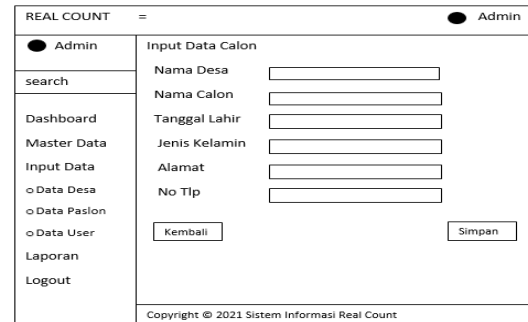 REAL COUNT = Admin
Admin
search
Dashboard
Master Data
Input Data
o Data Desa
o Data Paslon
o Data User
Laporan
Logout
Input Data Calon
Nama Desa
Nama Calon
Tanggal Lahir
Jenis Kelamin
Alamat
No Tlp
Kembali
Simpan
Copyright © 2021 Sistem Informasi Real Count